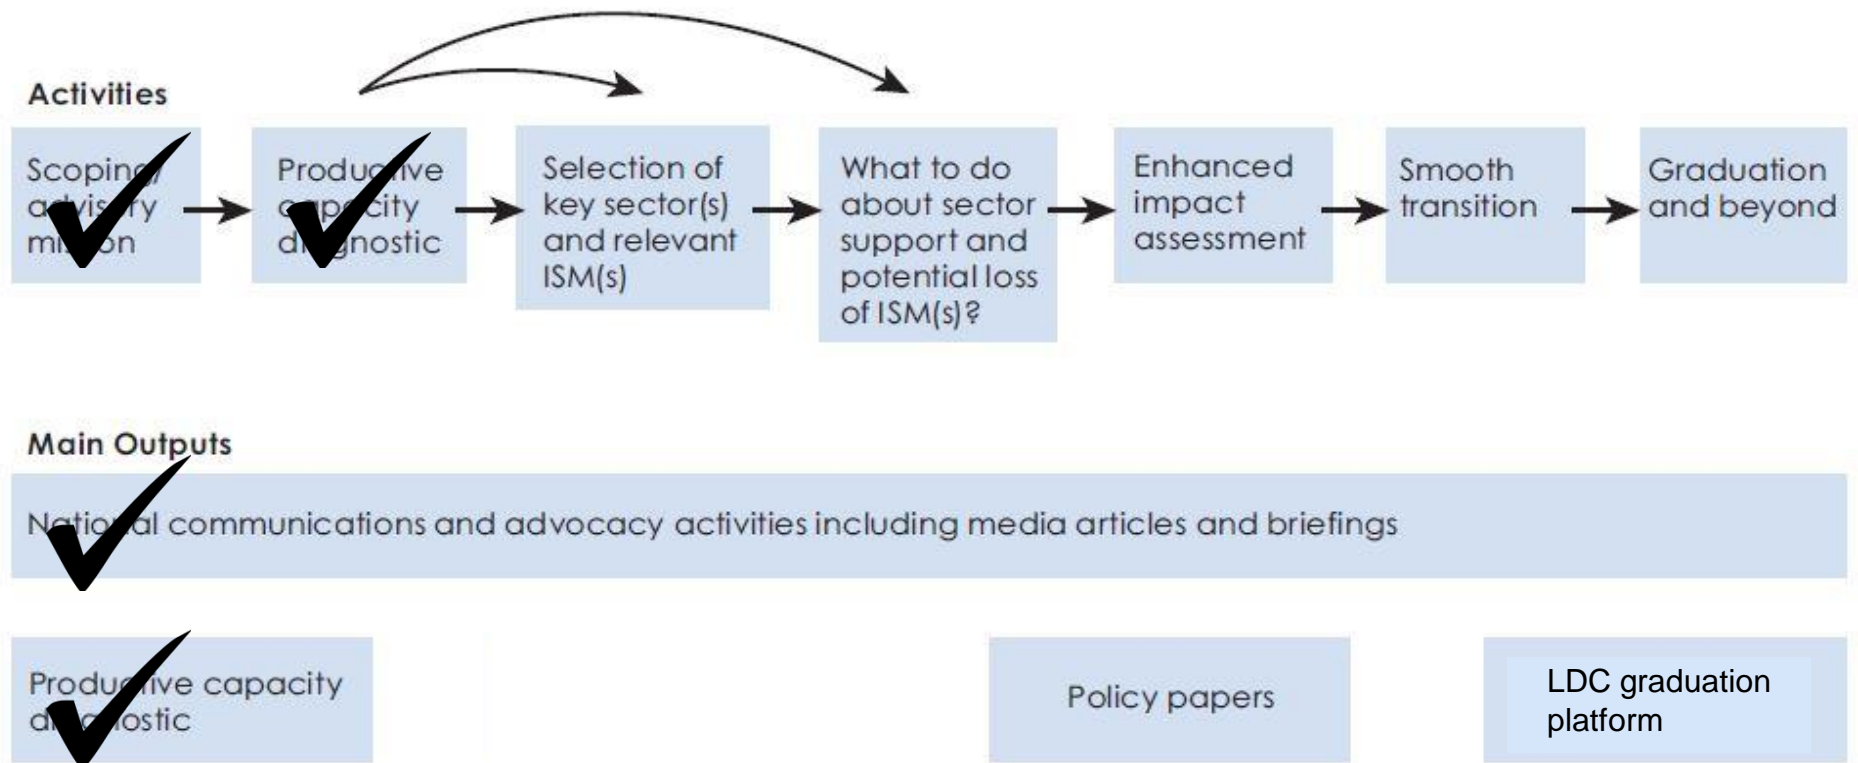 Activities
Scoping/
advisory
mission
Productive
capacity
diagnostic
Selection of
key sector(s)
and relevant
ISM(s)
What to do
about sector
support and
potential loss
of ISM(s)?
Enhanced
impact
assessment
Smooth
transition
Graduation
and beyond
Main Outputs
National communications and advocacy activities including media articles and briefings
Productive capacity
diagnostic
Policy papers
LDC graduation
platform